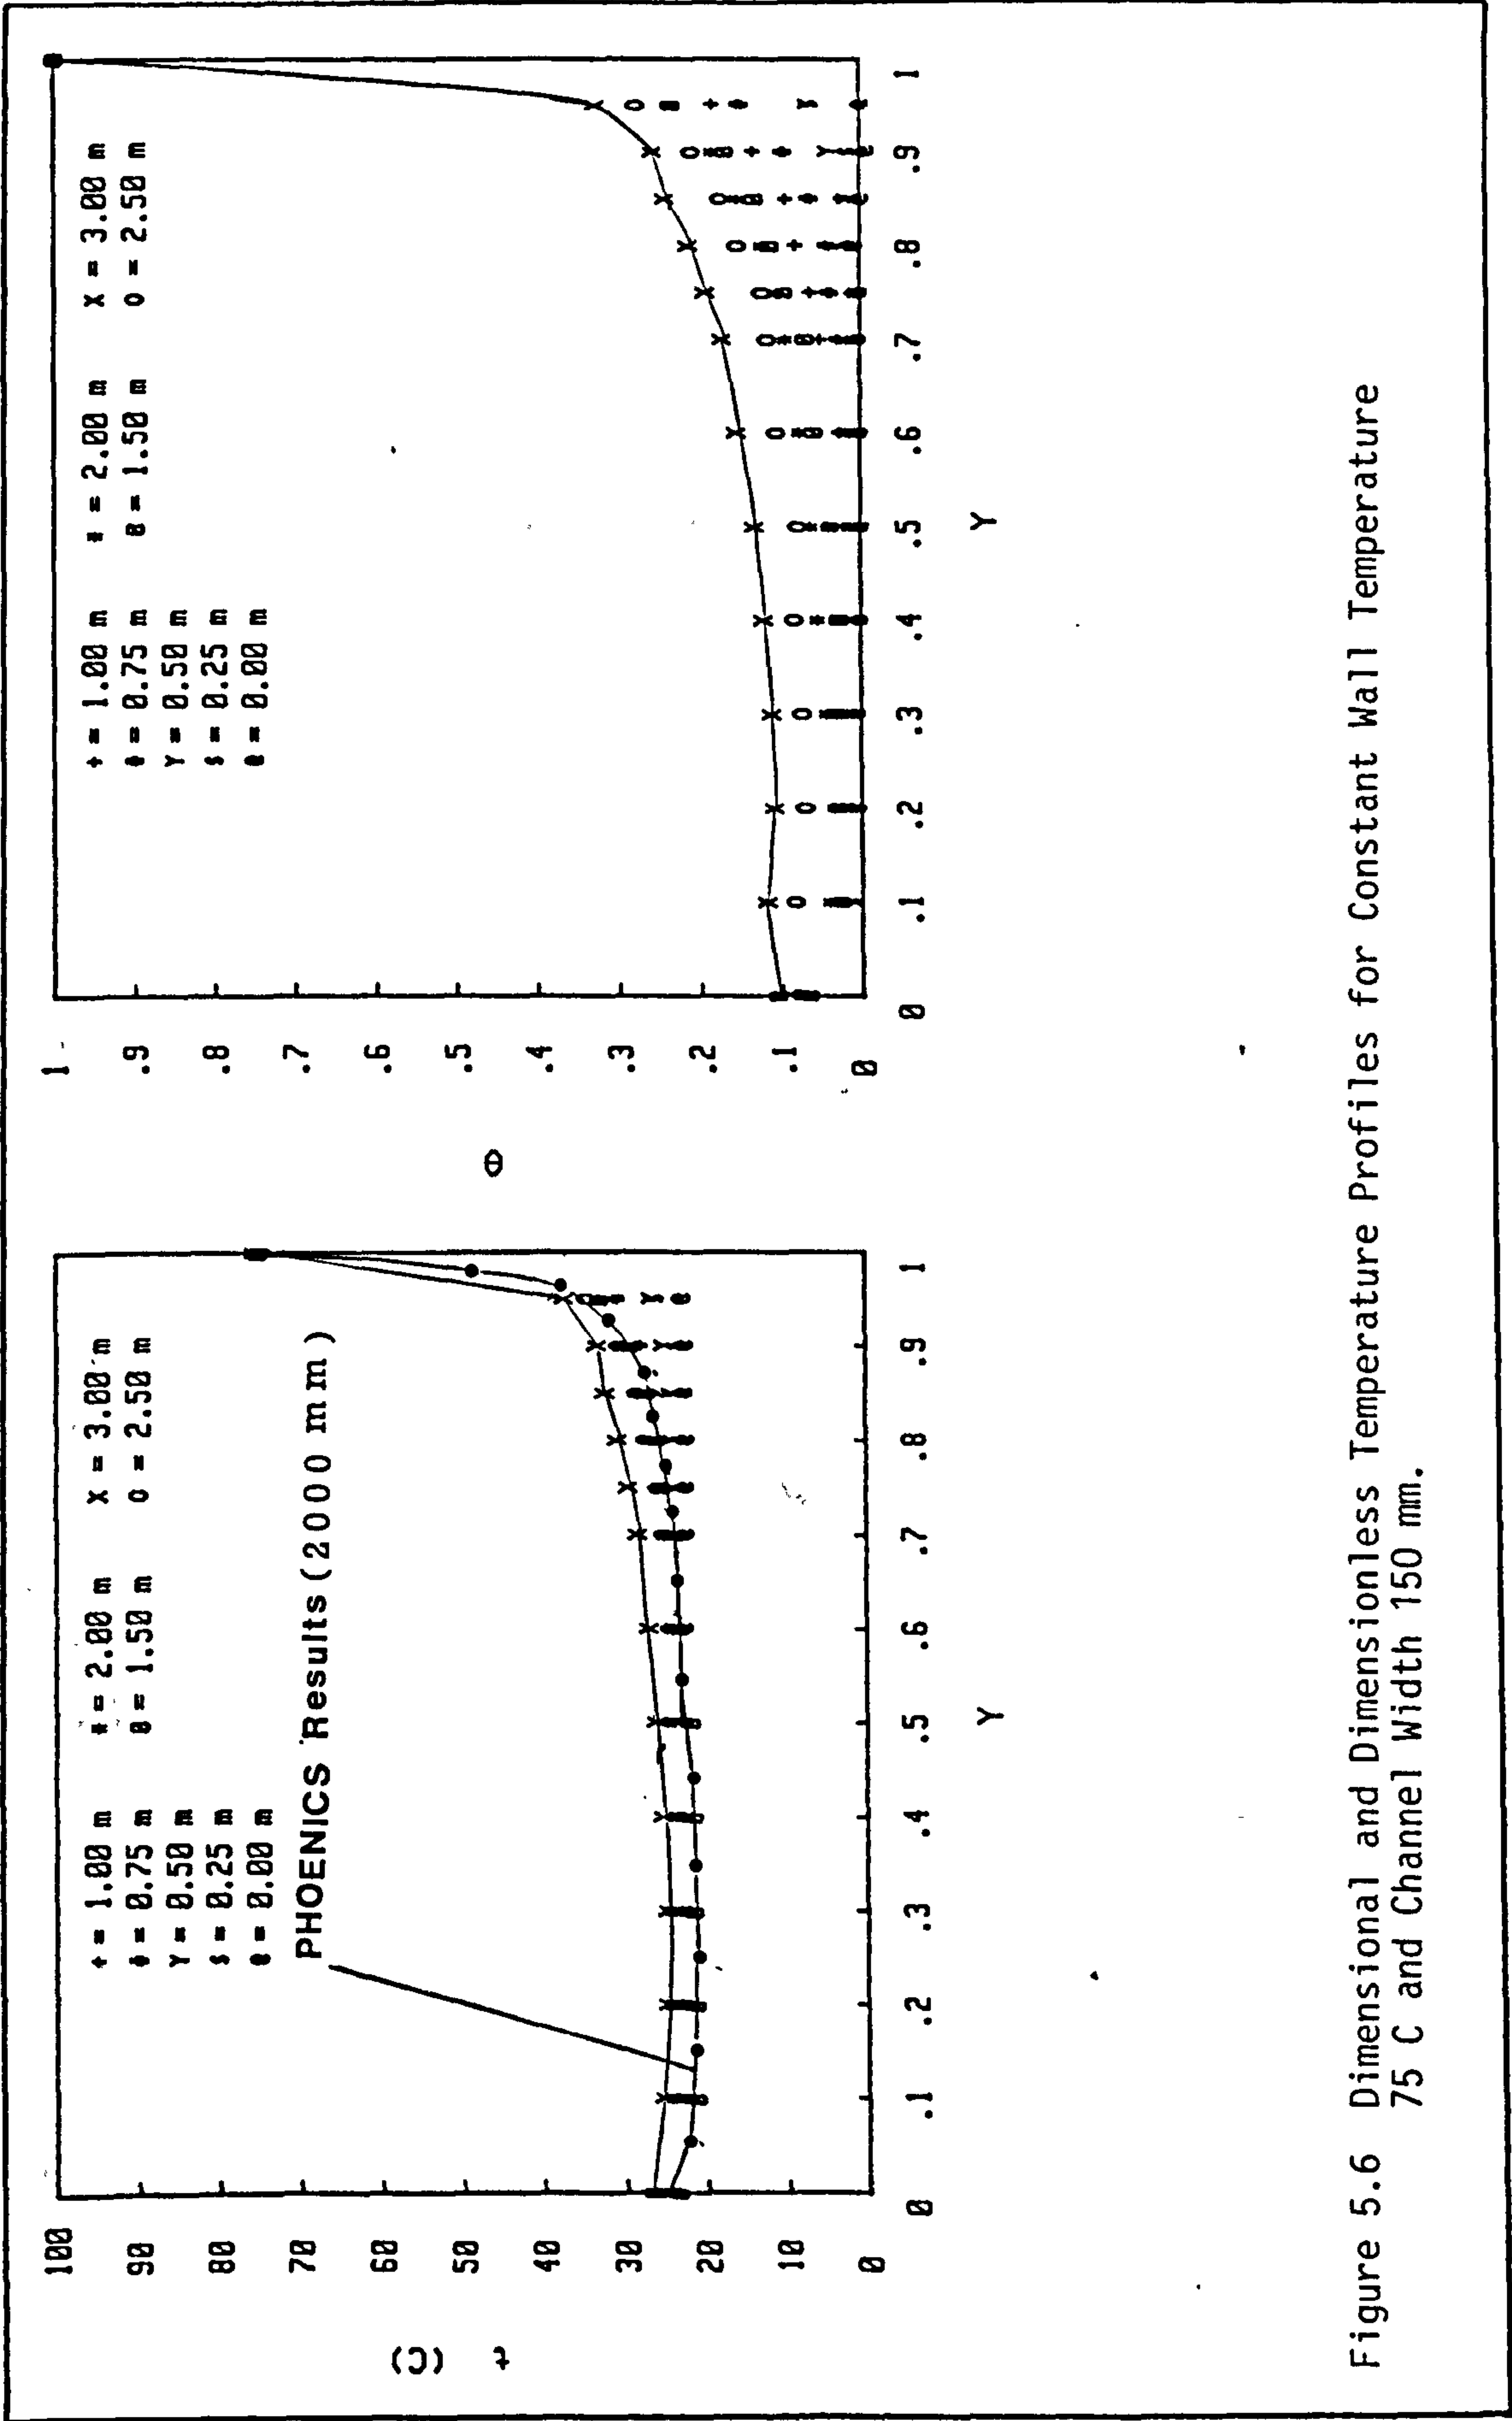 + = 1.00 m   * = 2.00 m   X = 3.00 m
ɸ = 0.75 m   0 = 1.50 m   O = 2.50 m
Y = 0.50 m
$ = 0.25 m
@ = 0.00 m
PHOENICS Results (2000 mm)
t (C)
100
90
80
70
60
50
40
30
20
10
0
0 .1 .2 .3 .4 .5 .6 .7 .8 .9 1
Y
+ = 1.00 m   * = 2.00 m   X = 3.00 m
ɸ = 0.75 m   0 = 1.50 m   O = 2.50 m
Y = 0.50 m
$ = 0.25 m
@ = 0.00 m
Θ
1
.9
.8
.7
.6
.5
.4
.3
.2
.1
0
0 .1 .2 .3 .4 .5 .6 .7 .8 .9 1
Y
Figure 5.6 Dimensional and Dimensionless Temperature Profiles for Constant Wall Temperature
75 C and Channel Width 150 mm.